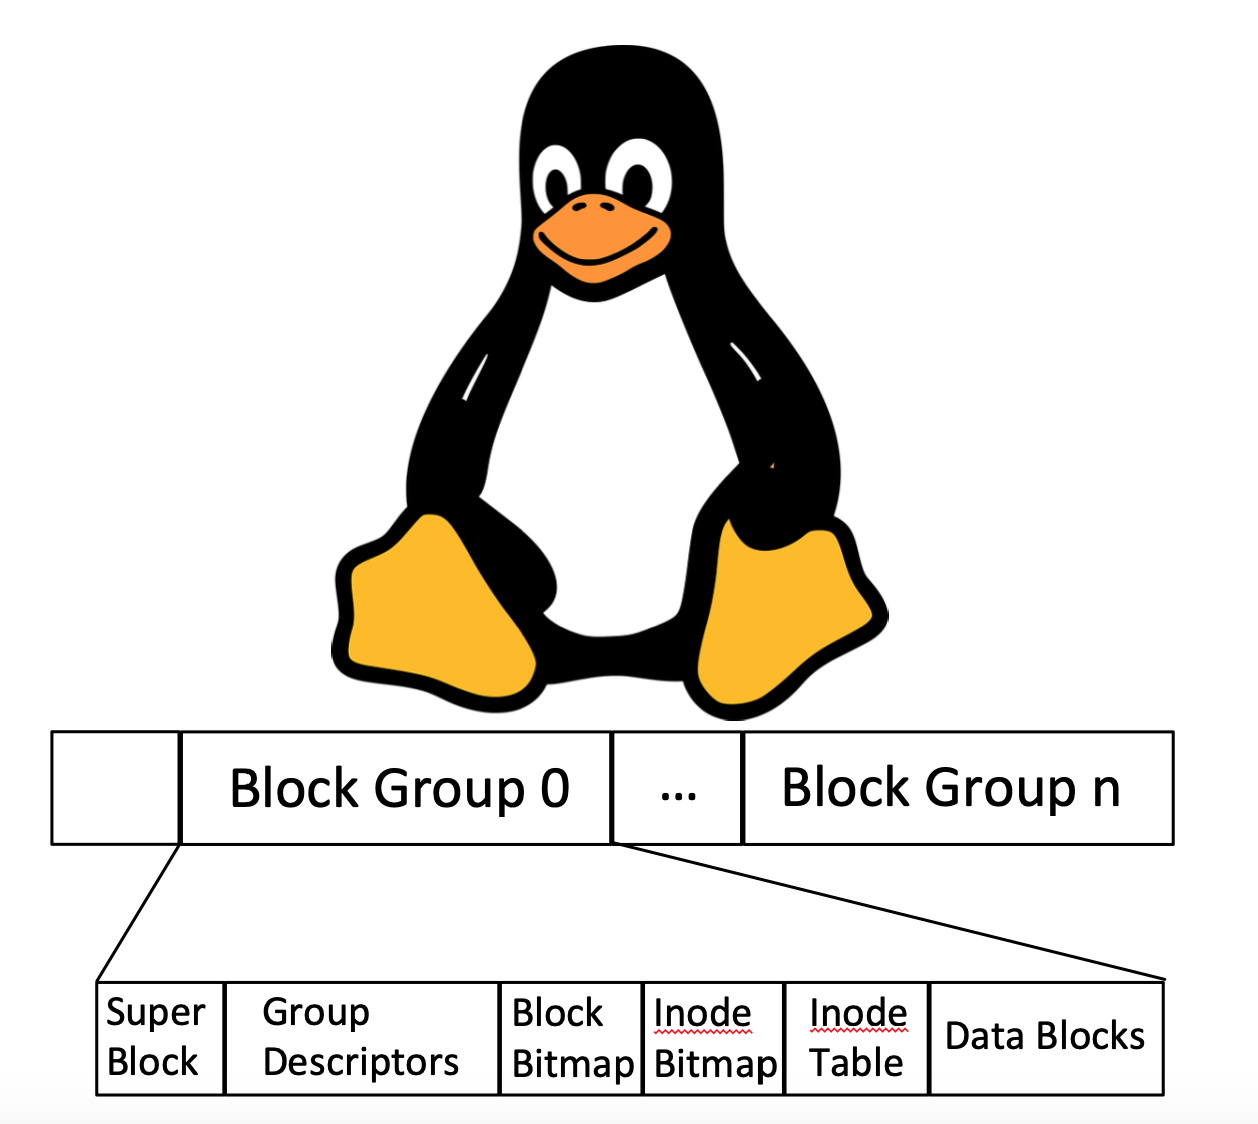 Block Group 0
...
Block Group n
Super
Block
Group
Descriptors
Block
Bitmap
Inode
Bitmap
Inode
Table
Data Blocks